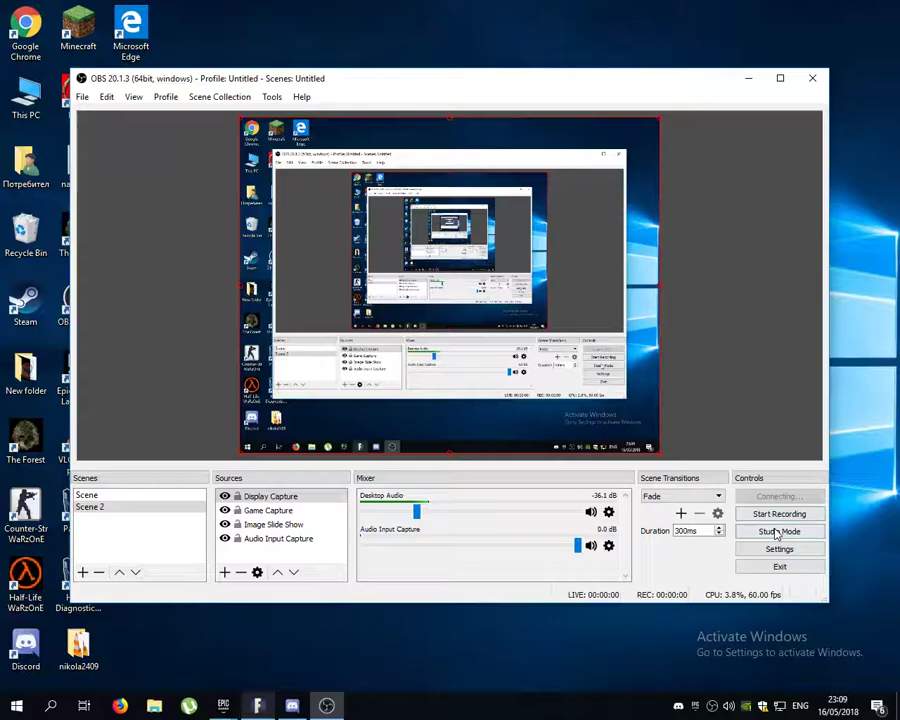 Google Chrome
Minecraft
Microsoft Edge
This PC
Потребител
Recycle Bin
Steam
New folder
The Forest
Counter-Str WaRzOnE
Half-Life WaRzOnE
Diagnostic...
Discord
nikola2409
OBS 20.1.3 (64bit, windows) - Profile: Untitled - Scenes: Untitled
File Edit View Profile Scene Collection Tools Help
Scenes
Scene
Scene 2
Sources
Display Capture
Game Capture
Image Slide Show
Audio Input Capture
Mixer
Desktop Audio -36.1 dB
Audio Input Capture 0.0 dB
Scene Transitions
Fade
Duration 300ms
Controls
Connecting...
Start Recording
Studio Mode
Settings
Exit
LIVE: 00:00:00 REC: 00:00:00 CPU: 3.8%, 60.00 fps
Activate Windows
Go to Settings to activate Windows.
EPIC
ENG
23:09
16/05/2018
6